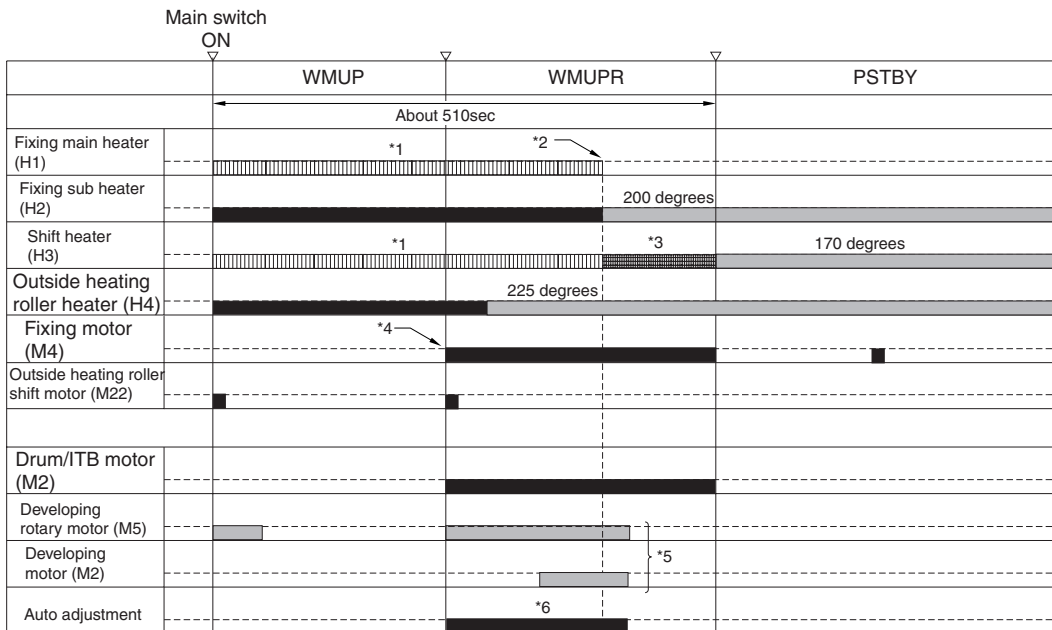 Main switch
ON
WMUP
WMUPR
PSTBY
About 510sec
Fixing main heater
(H1)
*1
*2
Fixing sub heater
(H2)
200 degrees
Shift heater
(H3)
*1
*3
170 degrees
Outside heating
roller heater (H4)
225 degrees
Fixing motor
(M4)
*4
Outside heating roller
shift motor (M22)
Drum/ITB motor
(M2)
Developing
rotary motor (M5)
*5
Developing
motor (M2)
Auto adjustment
*6